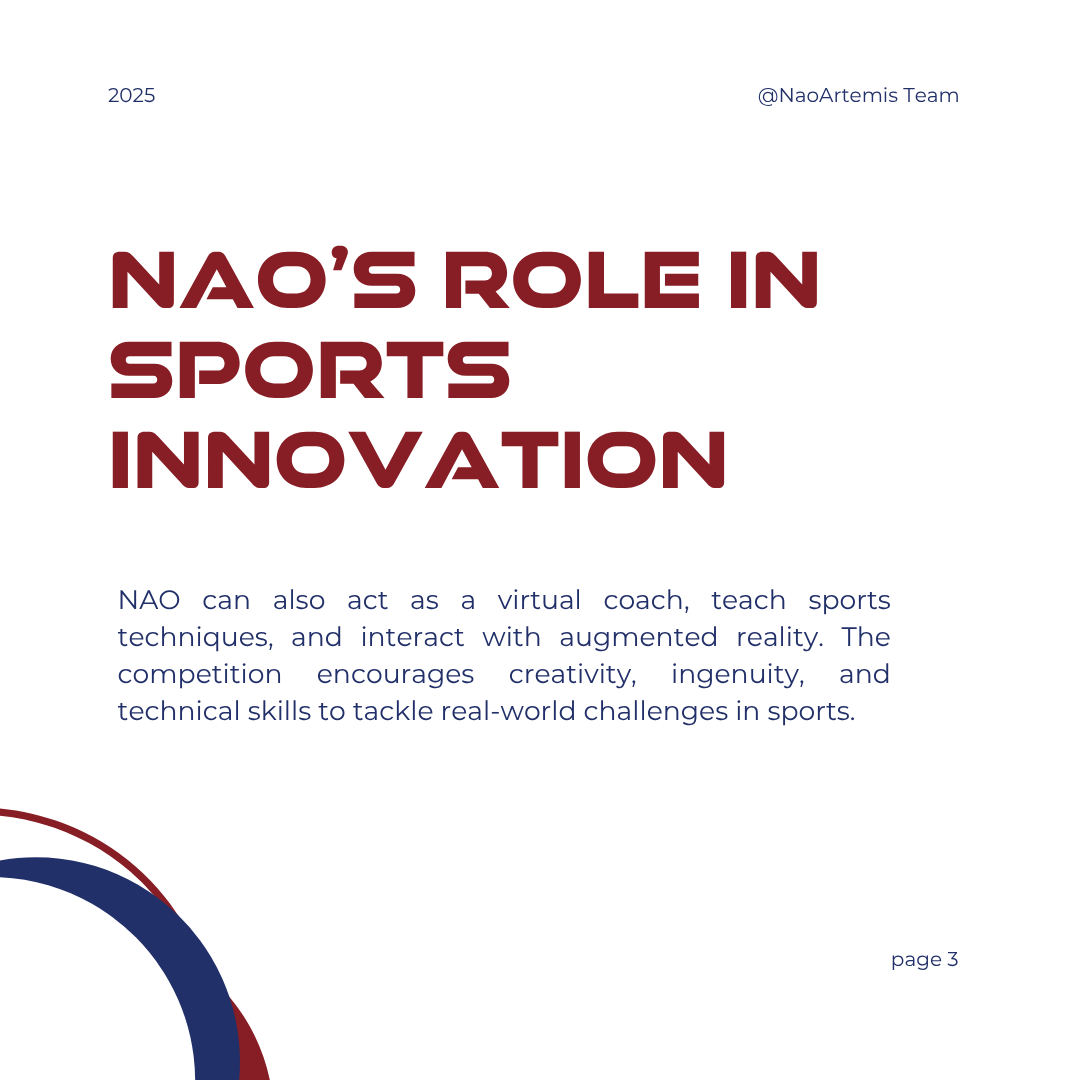 2025
@NaoArtemis Team
NAO’S ROLE IN
SPORTS
INNOVATION
NAO can also act as a virtual coach, teach sports
techniques, and interact with augmented reality. The
competition encourages creativity, ingenuity, and
technical skills to tackle real-world challenges in sports.
page 3